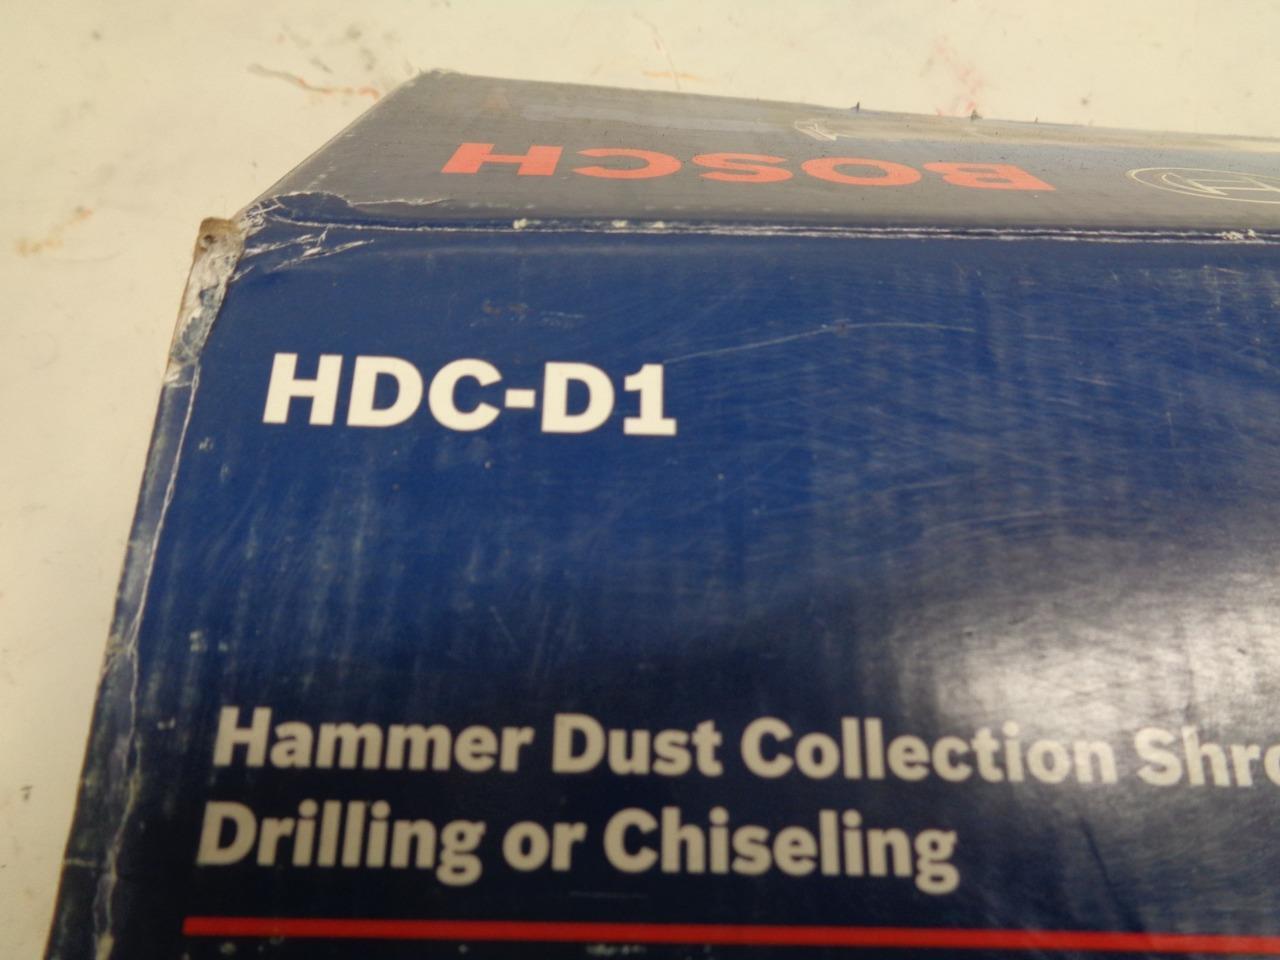 BOSCH
HDC-D1
Hammer Dust Collection
Drilling or Chiseling